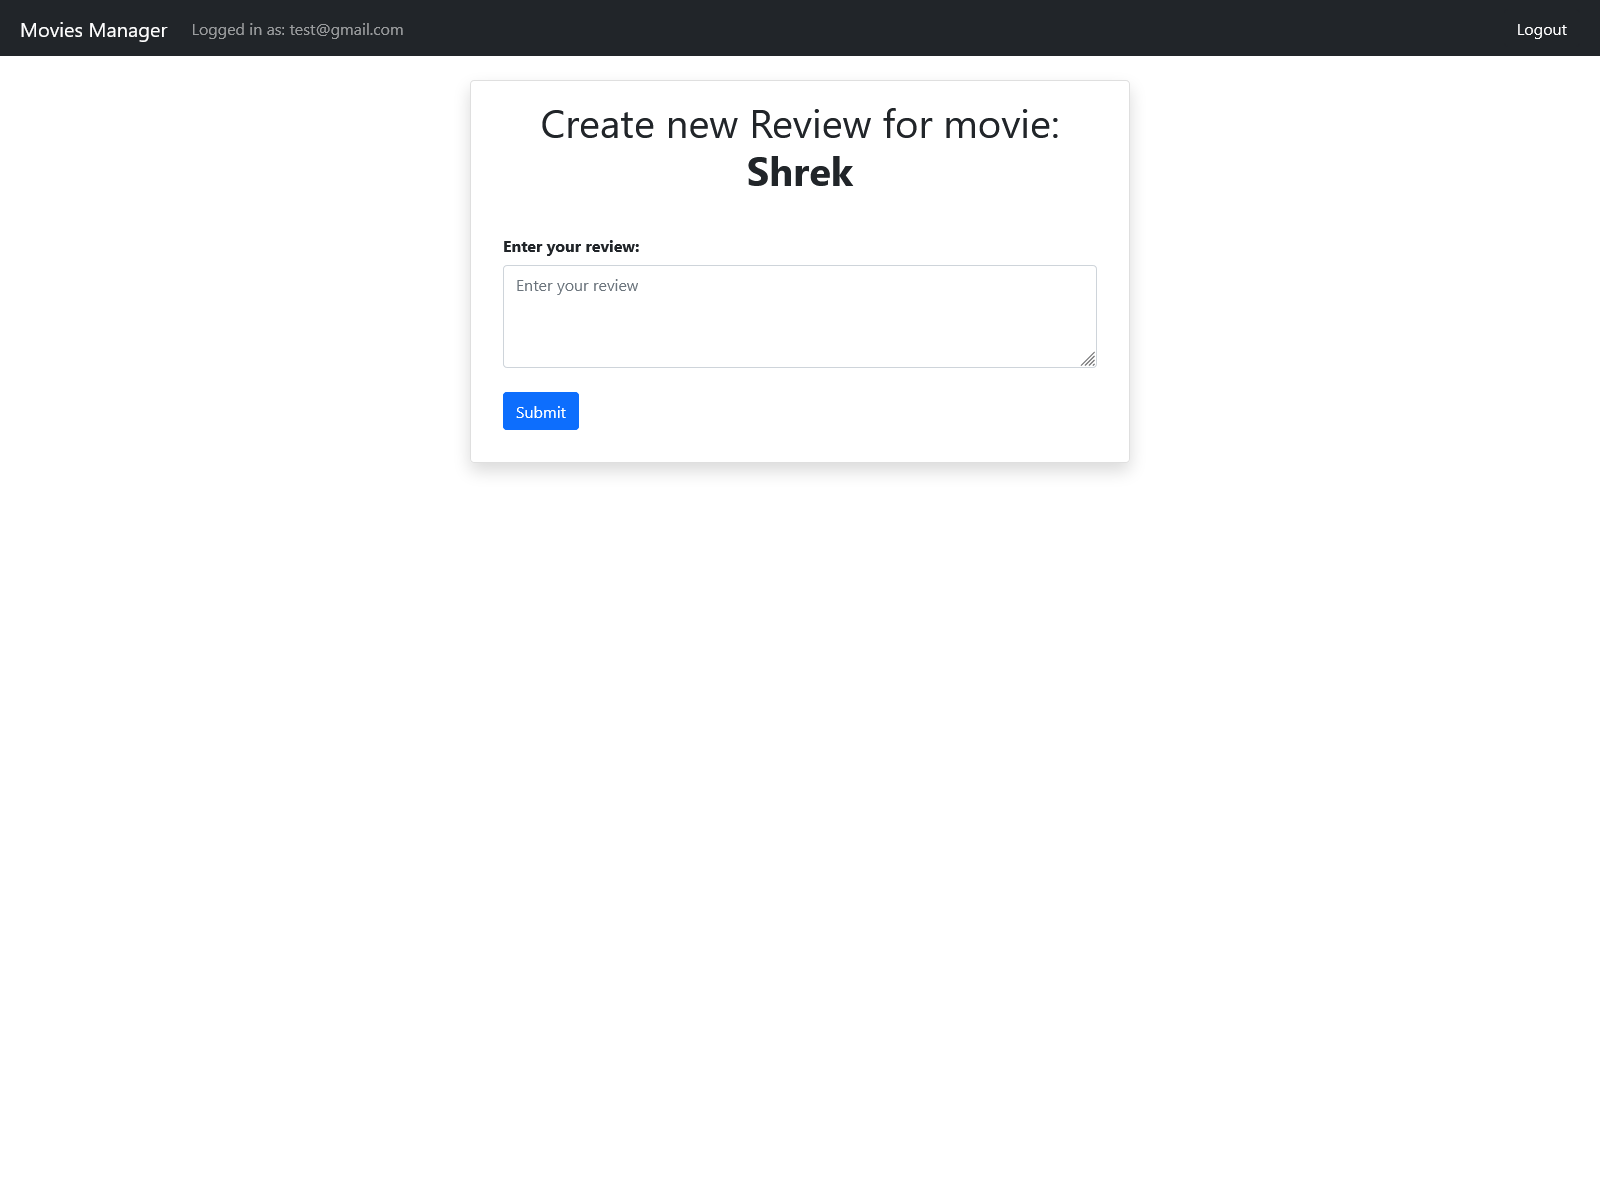 Movies Manager Logged in as: test@gmail.com Logout
Create new Review for movie:
Shrek
Enter your review:
Enter your review
Submit